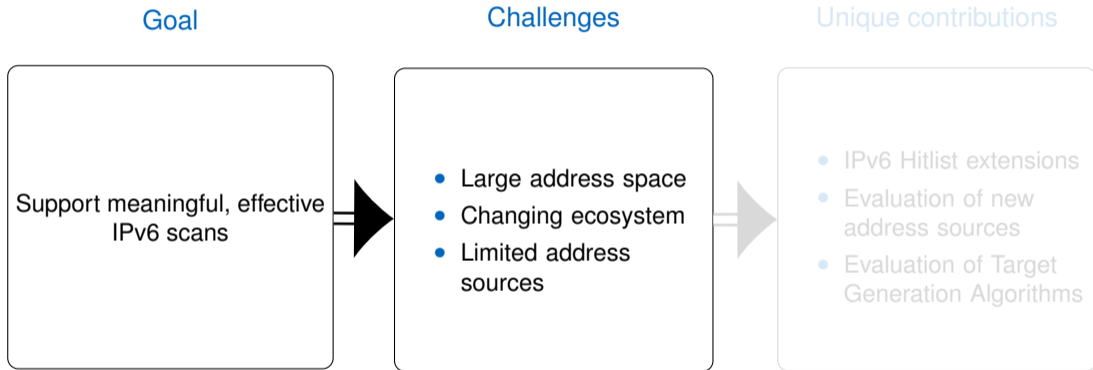 Goal
Support meaningful, effective
IPv6 scans
Challenges
Large address space
Changing ecosystem
Limited address
sources
Unique contributions
IPv6 Hitlist extensions
Evaluation of new
address sources
Evaluation of Target
Generation Algorithms